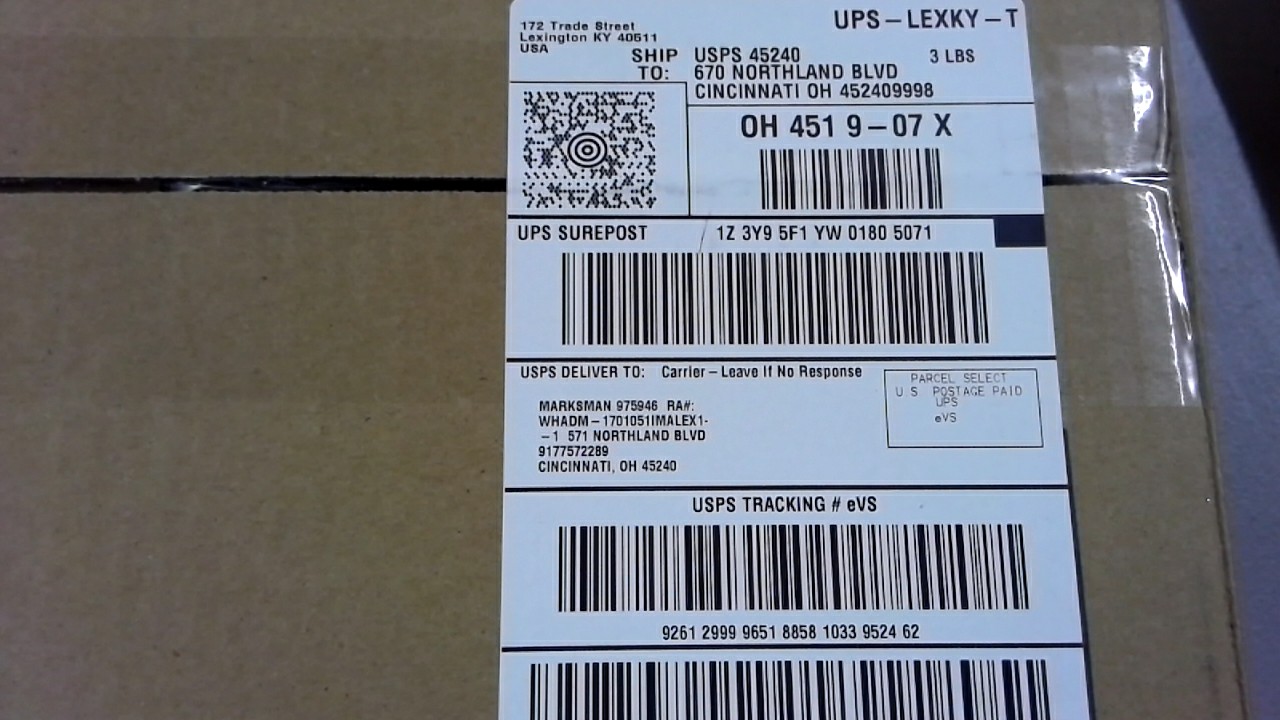 UPS-LEXKY-T
172 Trade Street
Lexington KY 40511
USA
3 LBS
SHIP TO:
USPS 45240
670 NORTHLAND BLVD
CINCINNATI OH 452409998
OH 451 9-07 X
UPS SUREPOST
1Z 3Y9 5F1 YW 0180 5071
USPS DELIVER TO: Carrier-Leave If No Response
PARCEL SELECT
U S POSTAGE PAID
UPS
eVS
MARKSMAN 975946 RA#:
WHADM-1701051IMALEX1-
-1 571 NORTHLAND BLVD
9177572289
CINCINNATI, OH 45240
USPS TRACKING # eVS
9261 2999 9651 8858 1033 9524 62